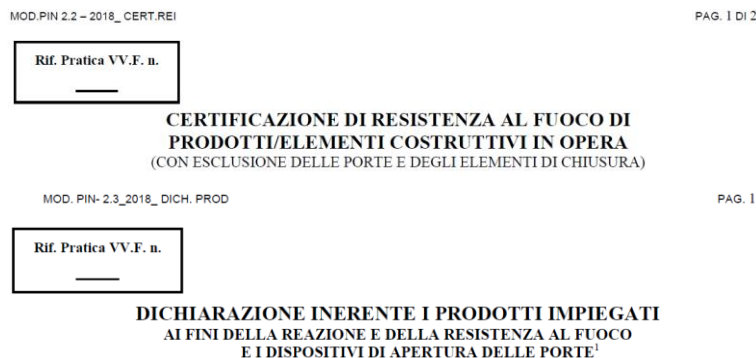 MOD.PIN 2.2 – 2018_ CERT.REI PAG. 1 DI 2
Rif. Pratica VV.F. n.
CERTIFICAZIONE DI RESISTENZA AL FUOCO DI
PRODOTTI/ELEMENTI COSTRUTTIVI IN OPERA
(CON ESCLUSIONE DELLE PORTE E DEGLI ELEMENTI DI CHIUSURA)
MOD. PIN- 2.3_2018_ DICH. PROD PAG. 1
Rif. Pratica VV.F. n.
DICHIARAZIONE INERENTE I PRODOTTI IMPIEGATI
AI FINI DELLA REAZIONE E DELLA RESISTENZA AL FUOCO
E I DISPOSITIVI DI APERTURA DELLE PORTE¹